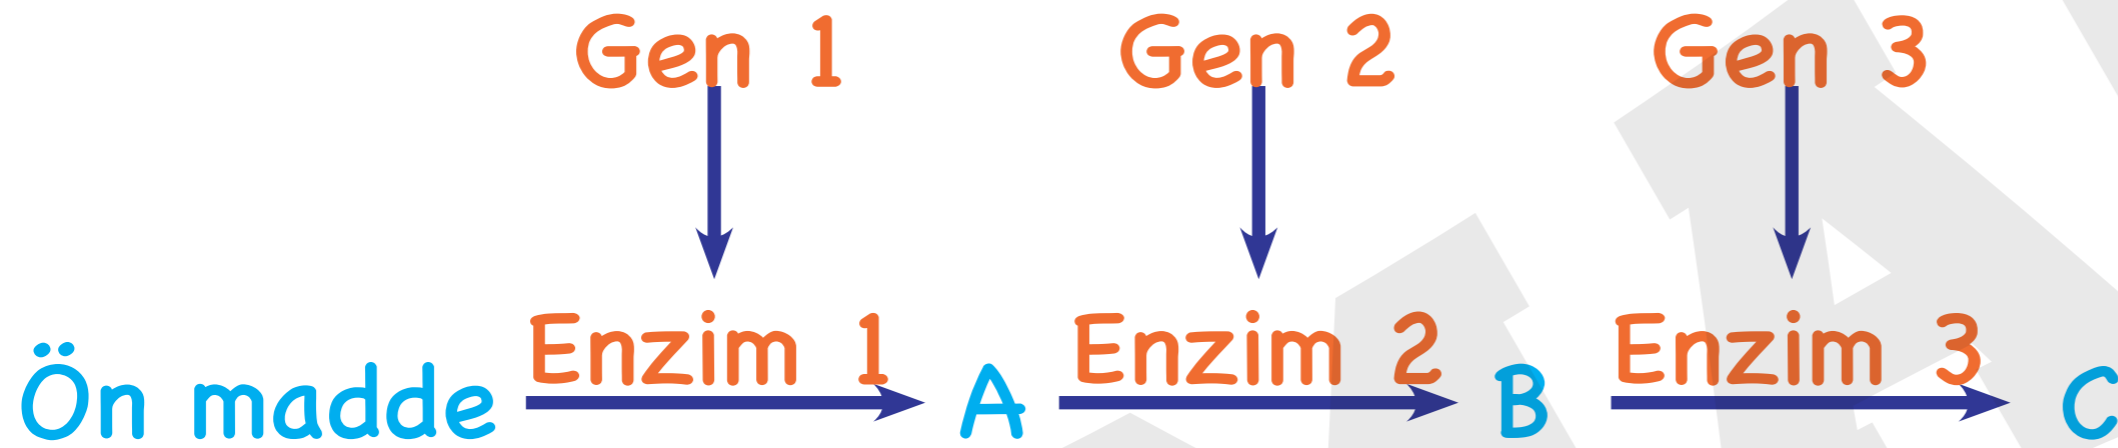 Gen 1 Gen 2 Gen 3
Enzim 1 Enzim 2 Enzim 3
Ön madde A B C